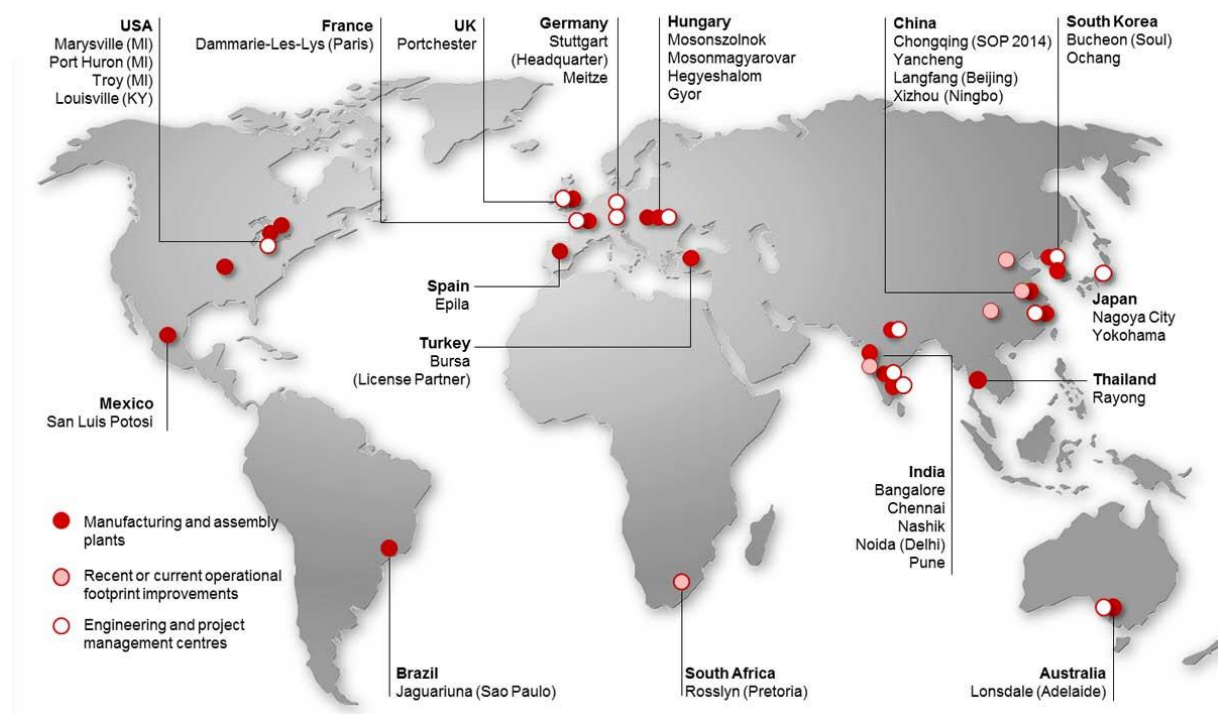 USA
Marysville (MI)
Port Huron (MI)
Troy (MI)
Louisville (KY)
France
Dammarie-Les-Lys (Paris)
UK
Portchester
Germany
Stuttgart
(Headquarter)
Meitze
Hungary
Mosonszolnok
Mosonmagyarovar
Hegyeshalom
Gyor
China
Chongqing (SOP 2014)
Yancheng
Langfang (Beijing)
Xizhou (Ningbo)
South Korea
Bucheon (Soul)
Ochang
Spain
Epila
Turkey
Bursa
(License Partner)
Japan
Nagoya City
Yokohama
Thailand
Rayong
Mexico
San Luis Potosi
India
Bangalore
Chennai
Nashik
Noida (Delhi)
Pune
Manufacturing and assembly
plants
Recent or current operational
footprint improvements
Engineering and project
management centres
Brazil
Jaguariuna (Sao Paulo)
South Africa
Rosslyn (Pretoria)
Australia
Lonsdale (Adelaide)